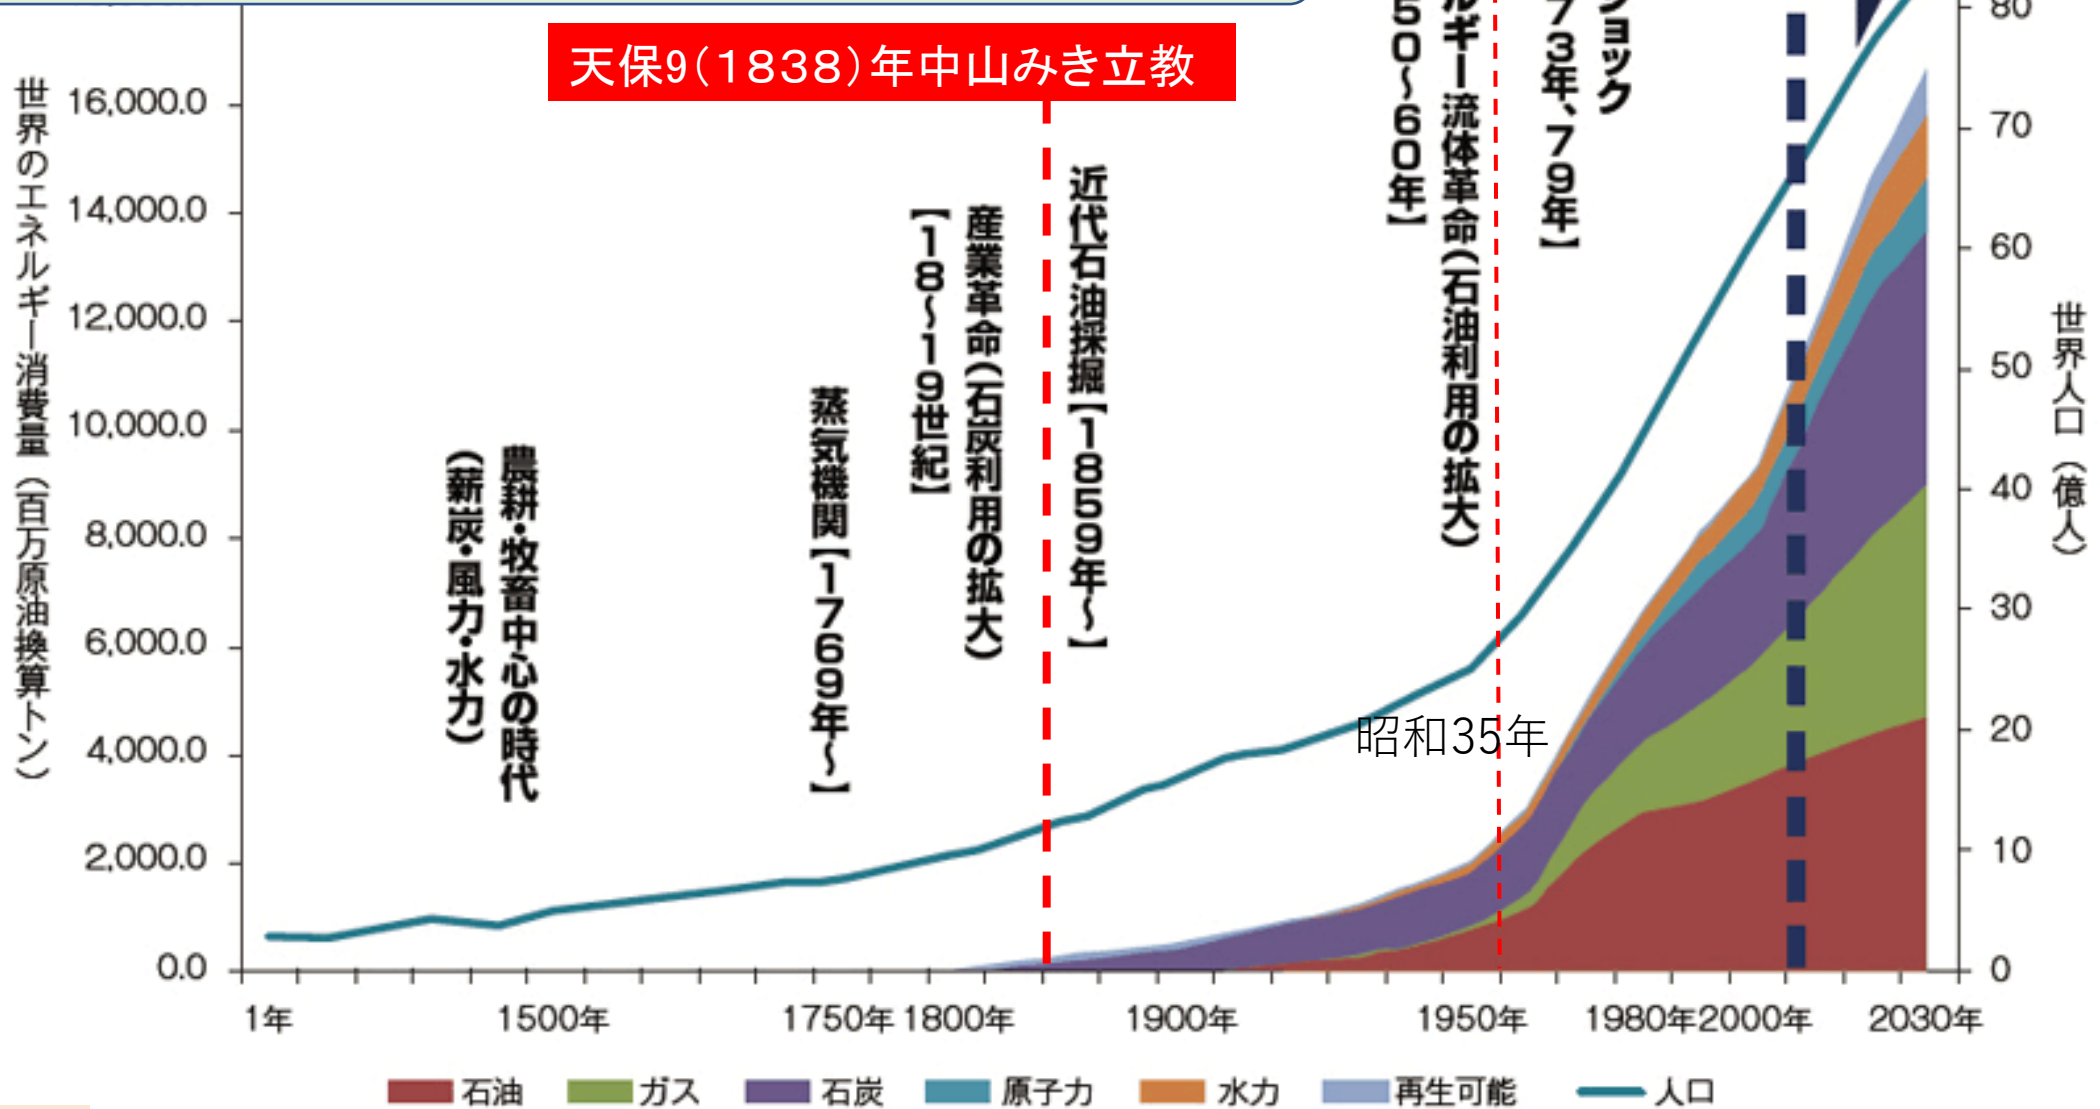 天保9(1838)年中山みき立教
世界のエネルギー消費量(百万原油換算トン)
16,000.0
14,000.0
12,000.0
10,000.0
8,000.0
6,000.0
4,000.0
2,000.0
0.0
農耕・牧畜中心の時代
(薪炭・風力・水力)
蒸気機関【1769年~】
産業革命(石炭利用の拡大)
【18~19世紀】
近代石油採掘【1859年~】
ギー流体革命(石油利用の拡大)
50~60年】
ョック
73年、79年】
昭和35年
80
70
60
50
40
30
20
10
0
世界人口(億人)
1年
1500年
1750年
1800年
1900年
1950年
1980年
2000年
2030年
石油
ガス
石炭
原子力
水力
再生可能
人口